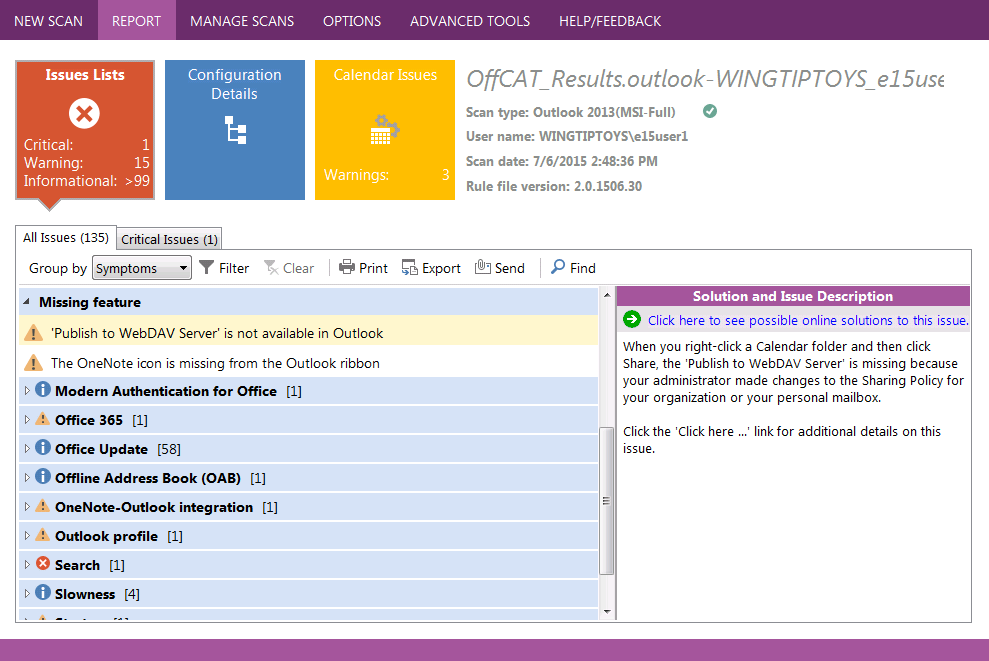 NEW SCAN REPORT MANAGE SCANS OPTIONS ADVANCED TOOLS HELP/FEEDBACK
Issues Lists
Critical: 1
Warning: 15
Informational: >99
Configuration
Details
Calendar Issues
Warnings: 3
OffCAT_Results.outlook-WINGTIPTOYS_e15use
Scan type: Outlook 2013(MSI-Full)
User name: WINGTIPTOYS\e15user1
Scan date: 7/6/2015 2:48:36 PM
Rule file version: 2.0.1506.30
All Issues (135) Critical Issues (1)
Group by Symptoms Filter Clear Print Export Send Find
Missing feature
'Publish to WebDAV Server' is not available in Outlook
The OneNote icon is missing from the Outlook ribbon
Modern Authentication for Office [1]
Office 365 [1]
Office Update [58]
Offline Address Book (OAB) [1]
OneNote-Outlook integration [1]
Outlook profile [1]
Search [1]
Slowness [4]
Solution and Issue Description
Click here to see possible online solutions to this issue.
When you right-click a Calendar folder and then click
Share, the 'Publish to WebDAV Server' is missing because
your administrator made changes to the Sharing Policy for
your organization or your personal mailbox.
Click the 'Click here ...' link for additional details on this
issue.